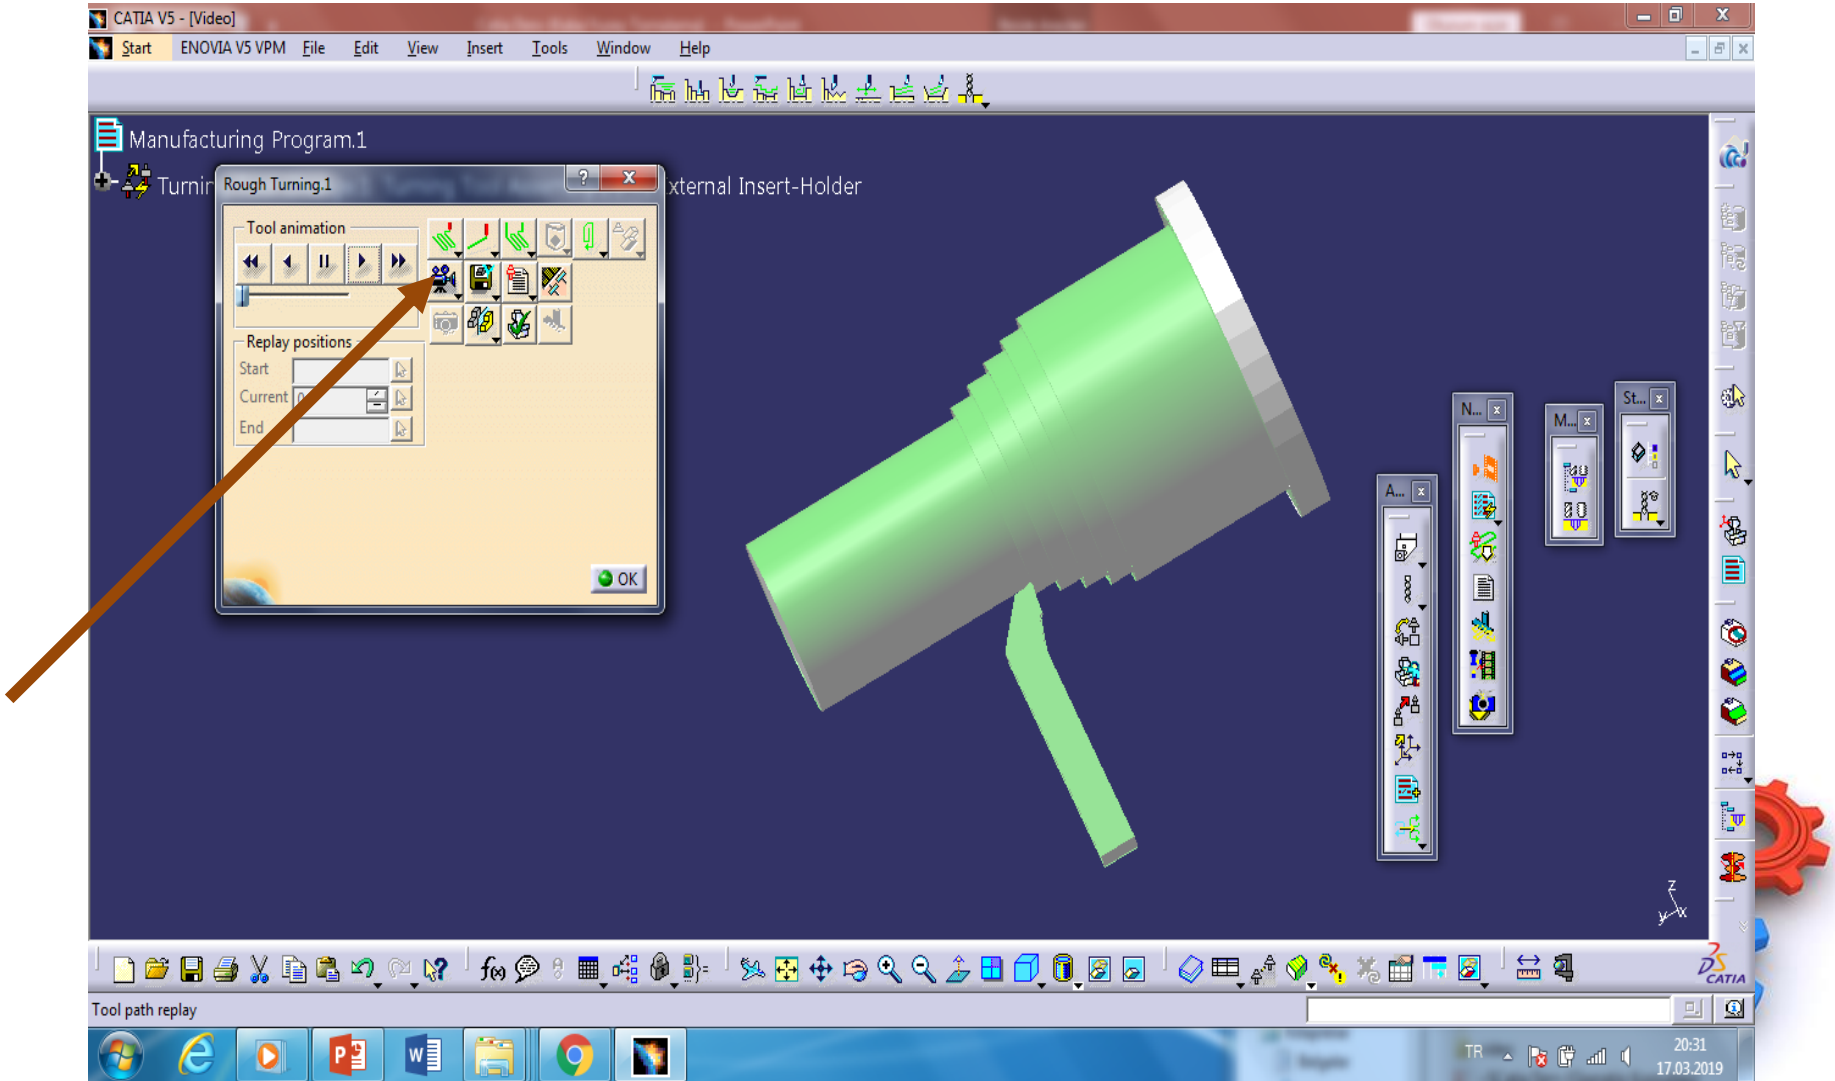 CATIA V5 - [Video]
Start ENOVIA V5 VPM File Edit View Insert Tools Window Help
Manufacturing Program.1
Turnin
xternal Insert-Holder
Rough Turning.1
Tool animation
Replay positions
Start
Current
End
OK
St...
N...
M...
A...
z
y x
f(x)
CATIA
Tool path replay
TR
20:31
17.03.2019